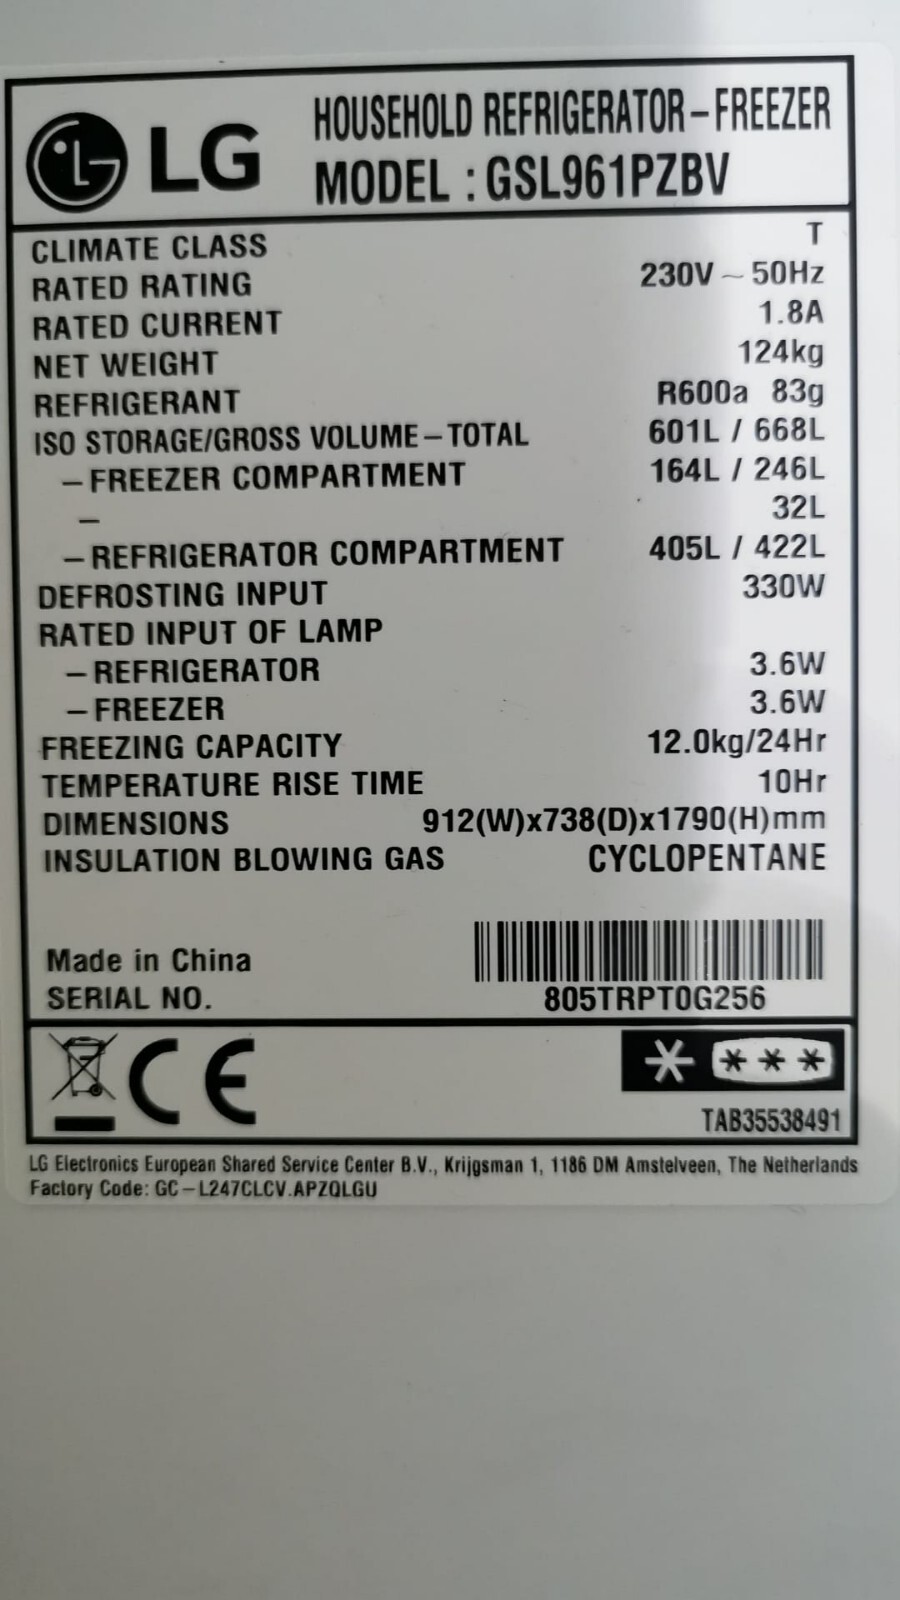 LG HOUSEHOLD REFRIGERATOR–FREEZER
MODEL : GSL961PZBV
CLIMATE CLASS T
RATED RATING 230V ~ 50Hz
RATED CURRENT 1.8A
NET WEIGHT 124kg
REFRIGERANT R600a 83g
ISO STORAGE/GROSS VOLUME–TOTAL 601L / 668L
–FREEZER COMPARTMENT 164L / 246L
– 32L
–REFRIGERATOR COMPARTMENT 405L / 422L
DEFROSTING INPUT 330W
RATED INPUT OF LAMP
–REFRIGERATOR 3.6W
–FREEZER 3.6W
FREEZING CAPACITY 12.0kg/24Hr
TEMPERATURE RISE TIME 10Hr
DIMENSIONS 912(W)x738(D)x1790(H)mm
INSULATION BLOWING GAS CYCLOPENTANE
Made in China
SERIAL NO. 805TRPT0G256
CE
TAB35538491
LG Electronics European Shared Service Center B.V., Krijgsman 1, 1186 DM Amstelveen, The Netherlands
Factory Code: GC–L247CLCV.APZQLGU